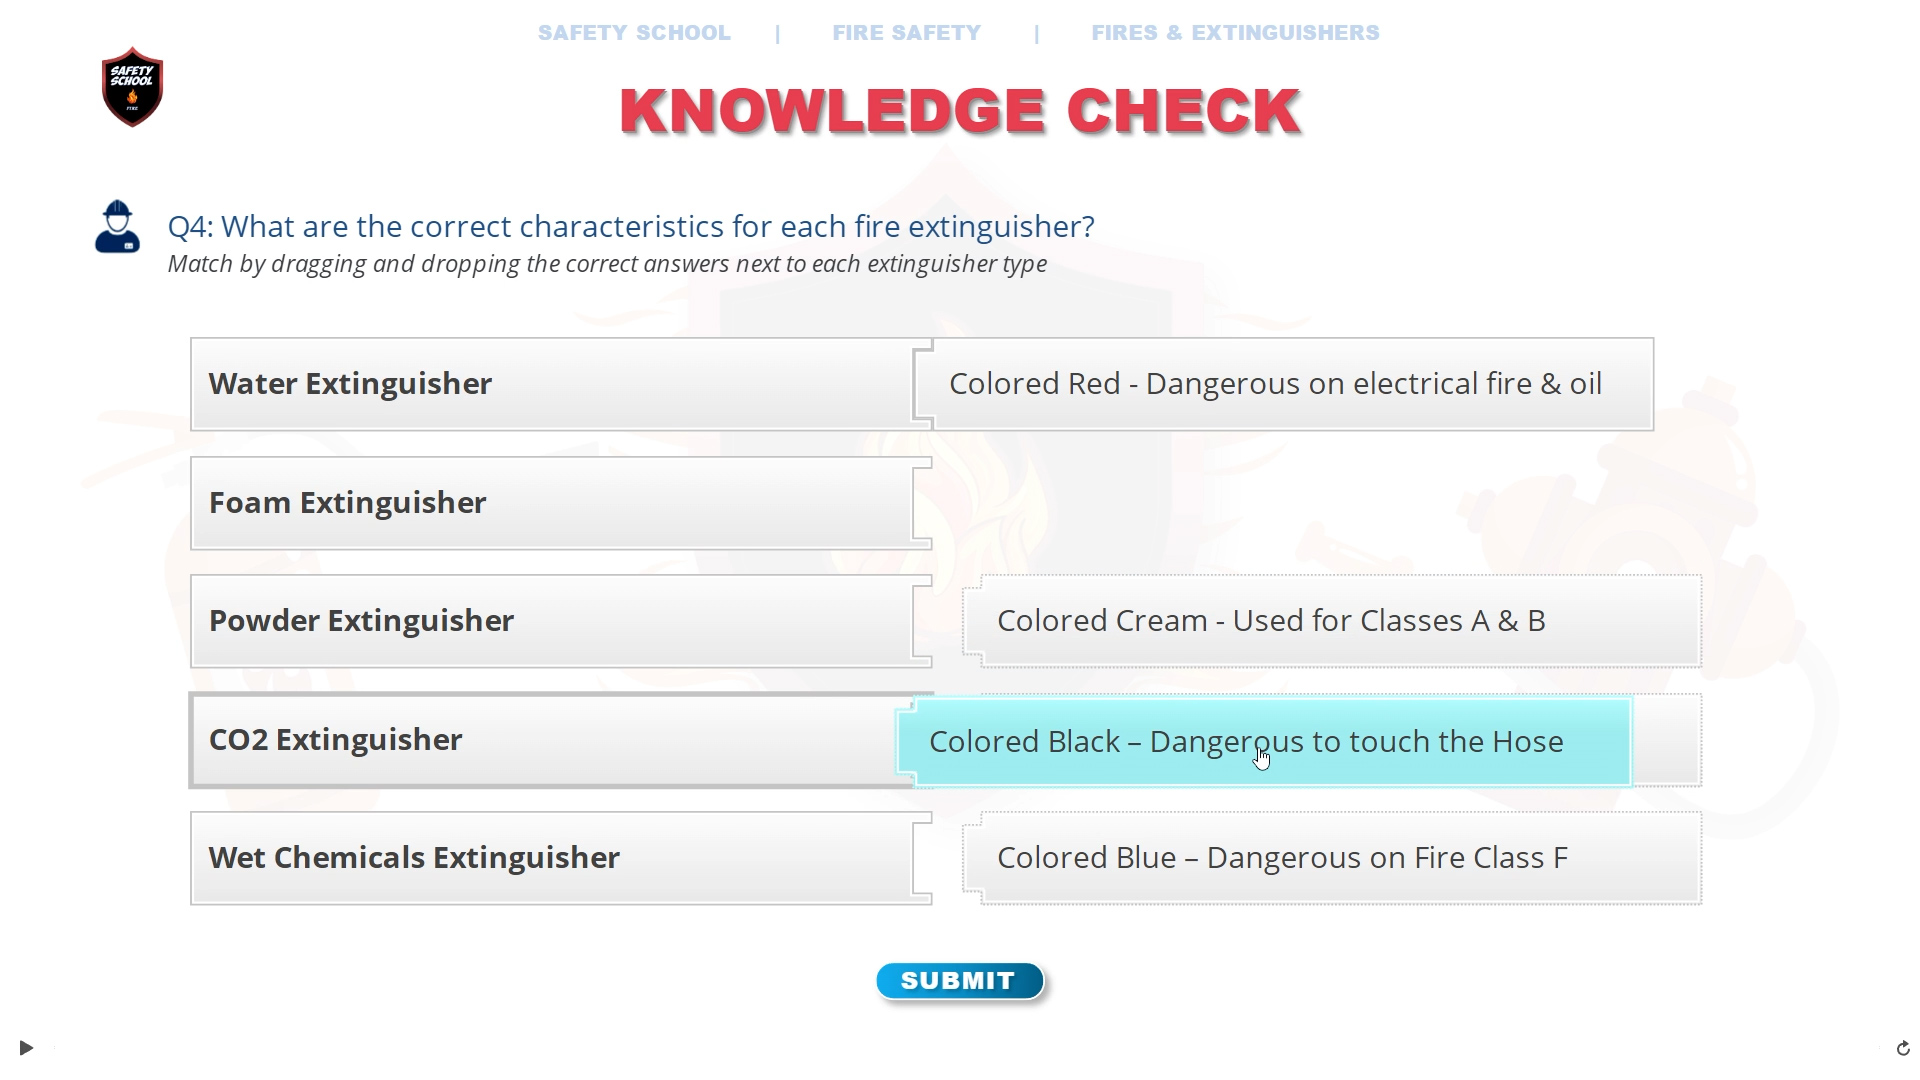 SAFETY SCHOOL | FIRE SAFETY | FIRES & EXTINGUISHERS
SAFETY
SCHOOL
FIRE
KNOWLEDGE CHECK
Q4: What are the correct characteristics for each fire extinguisher?
Match by dragging and dropping the correct answers next to each extinguisher type
Water Extinguisher
Colored Red - Dangerous on electrical fire & oil
Foam Extinguisher
Powder Extinguisher
Colored Cream - Used for Classes A & B
CO2 Extinguisher
Colored Black – Dangerous to touch the Hose
Wet Chemicals Extinguisher
Colored Blue – Dangerous on Fire Class F
SUBMIT